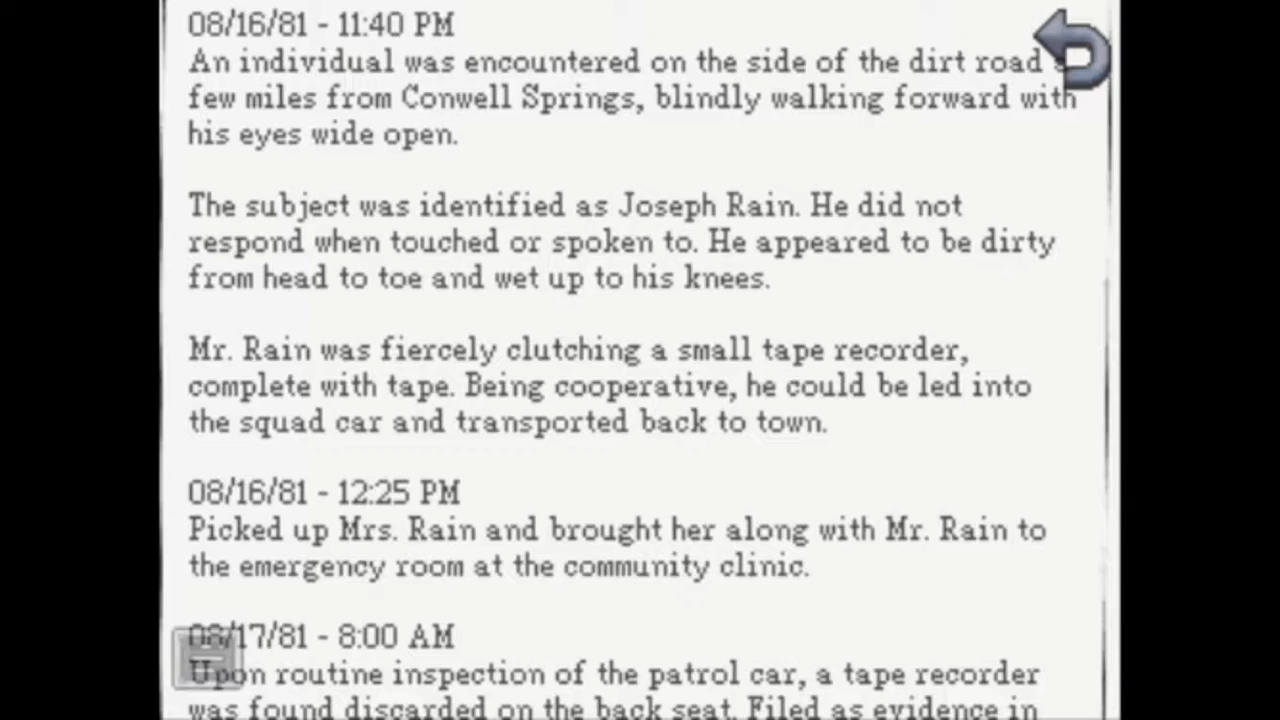 08/16/81 - 11:40 PM
An individual was encountered on the side of the dirt road
few miles from Conwell Springs, blindly walking forward with
his eyes wide open.
The subject was identified as Joseph Rain. He did not
respond when touched or spoken to. He appeared to be dirty
from head to toe and wet up to his knees.
Mr. Rain was fiercely clutching a small tape recorder,
complete with tape. Being cooperative, he could be led into
the squad car and transported back to town.
08/16/81 - 12:25 PM
Picked up Mrs. Rain and brought her along with Mr. Rain to
the emergency room at the community clinic.
08/17/81 - 8:00 AM
Upon routine inspection of the patrol car, a tape recorder
was found discarded on the back seat. Filed as evidence in